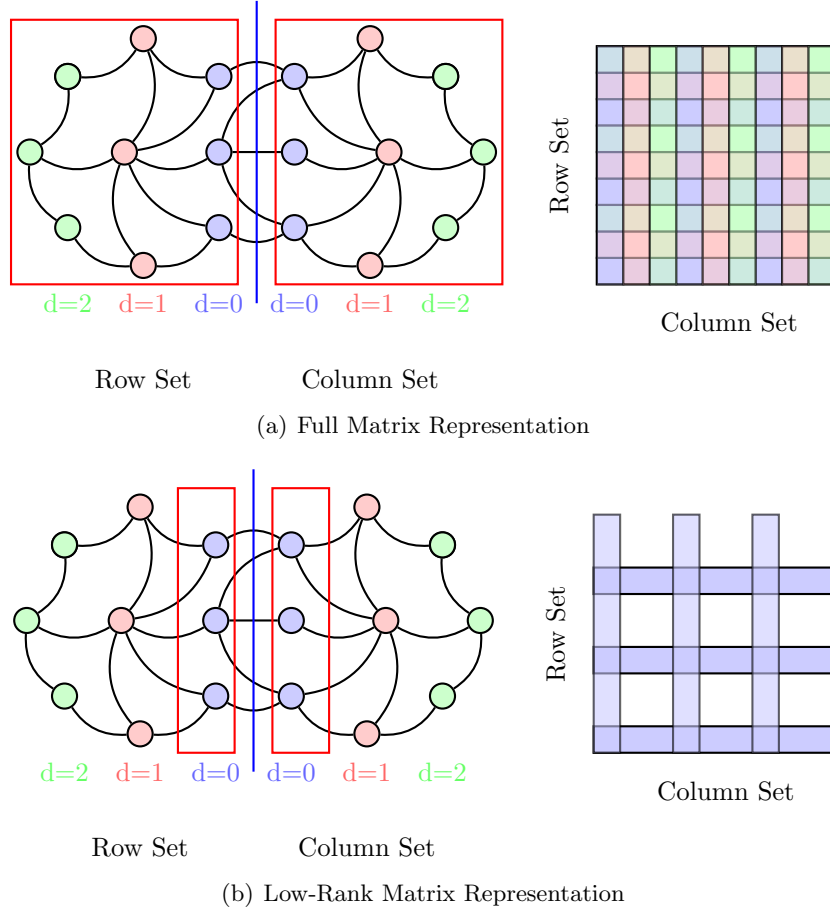 Row Set
d=2 d=1 d=0 d=0 d=1 d=2
Column Set
Row Set Column Set
(a) Full Matrix Representation
Row Set
d=2 d=1 d=0 d=0 d=1 d=2
Column Set
Row Set Column Set
(b) Low-Rank Matrix Representation